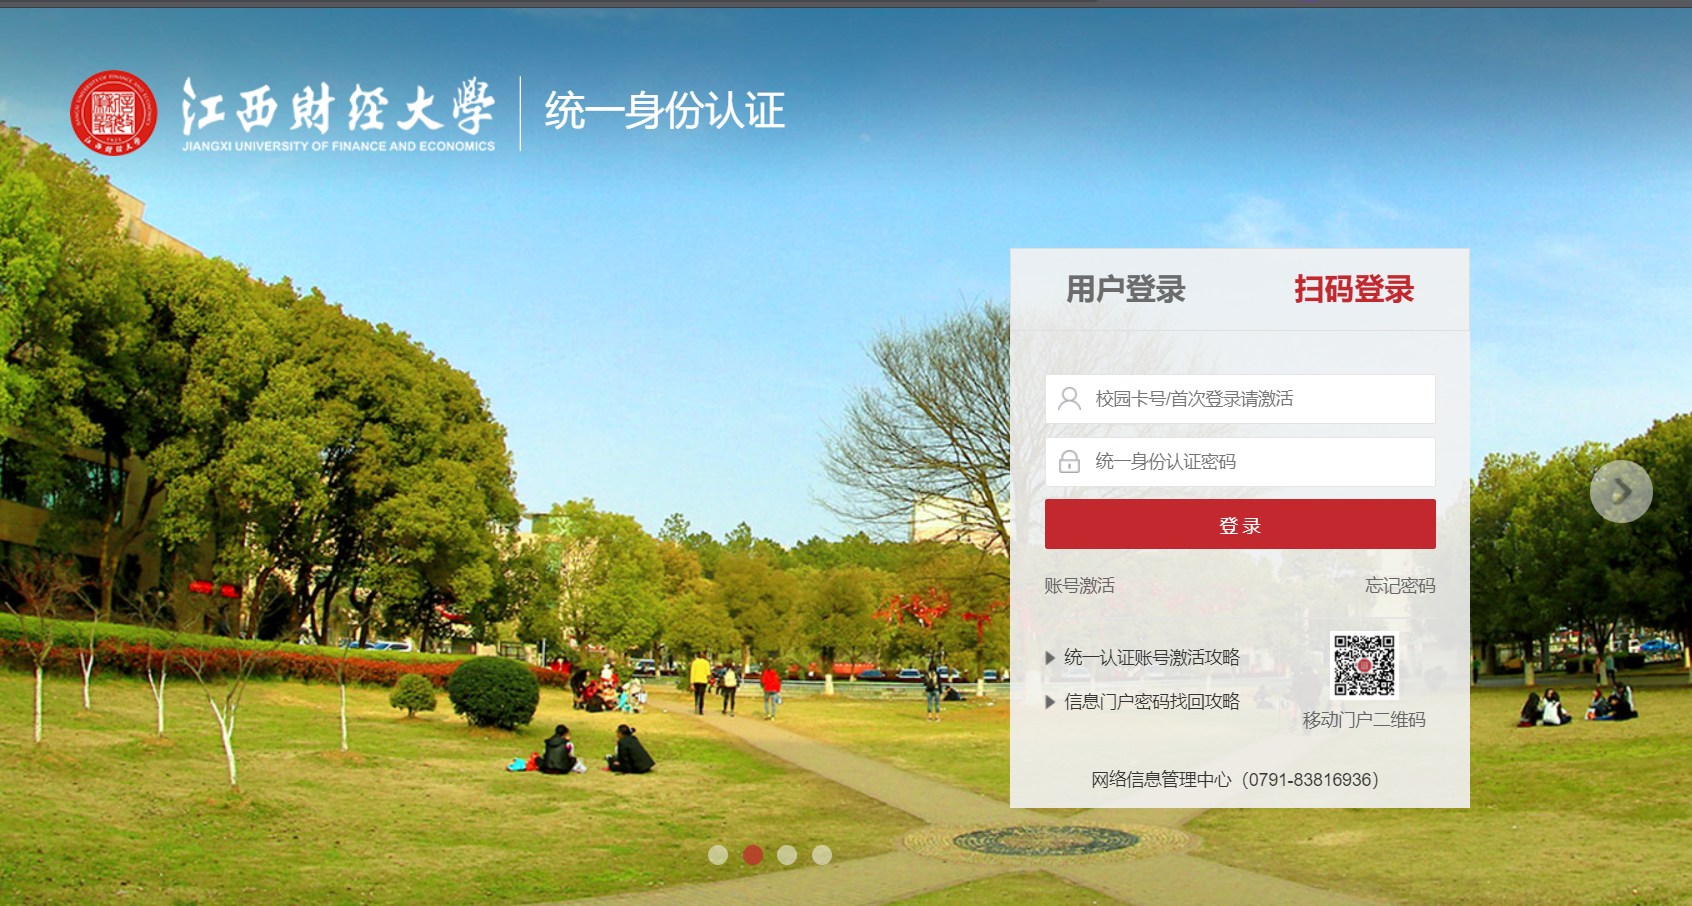 江西财经大学
JIANGXI UNIVERSITY OF FINANCE AND ECONOMICS
统一身份认证
用户登录
扫码登录
校园卡号/首次登录请激活
统一身份认证密码
登录
账号激活
忘记密码
统一认证账号激活攻略
信息门户密码找回攻略
移动门户二维码
网络信息管理中心（0791-83816936）